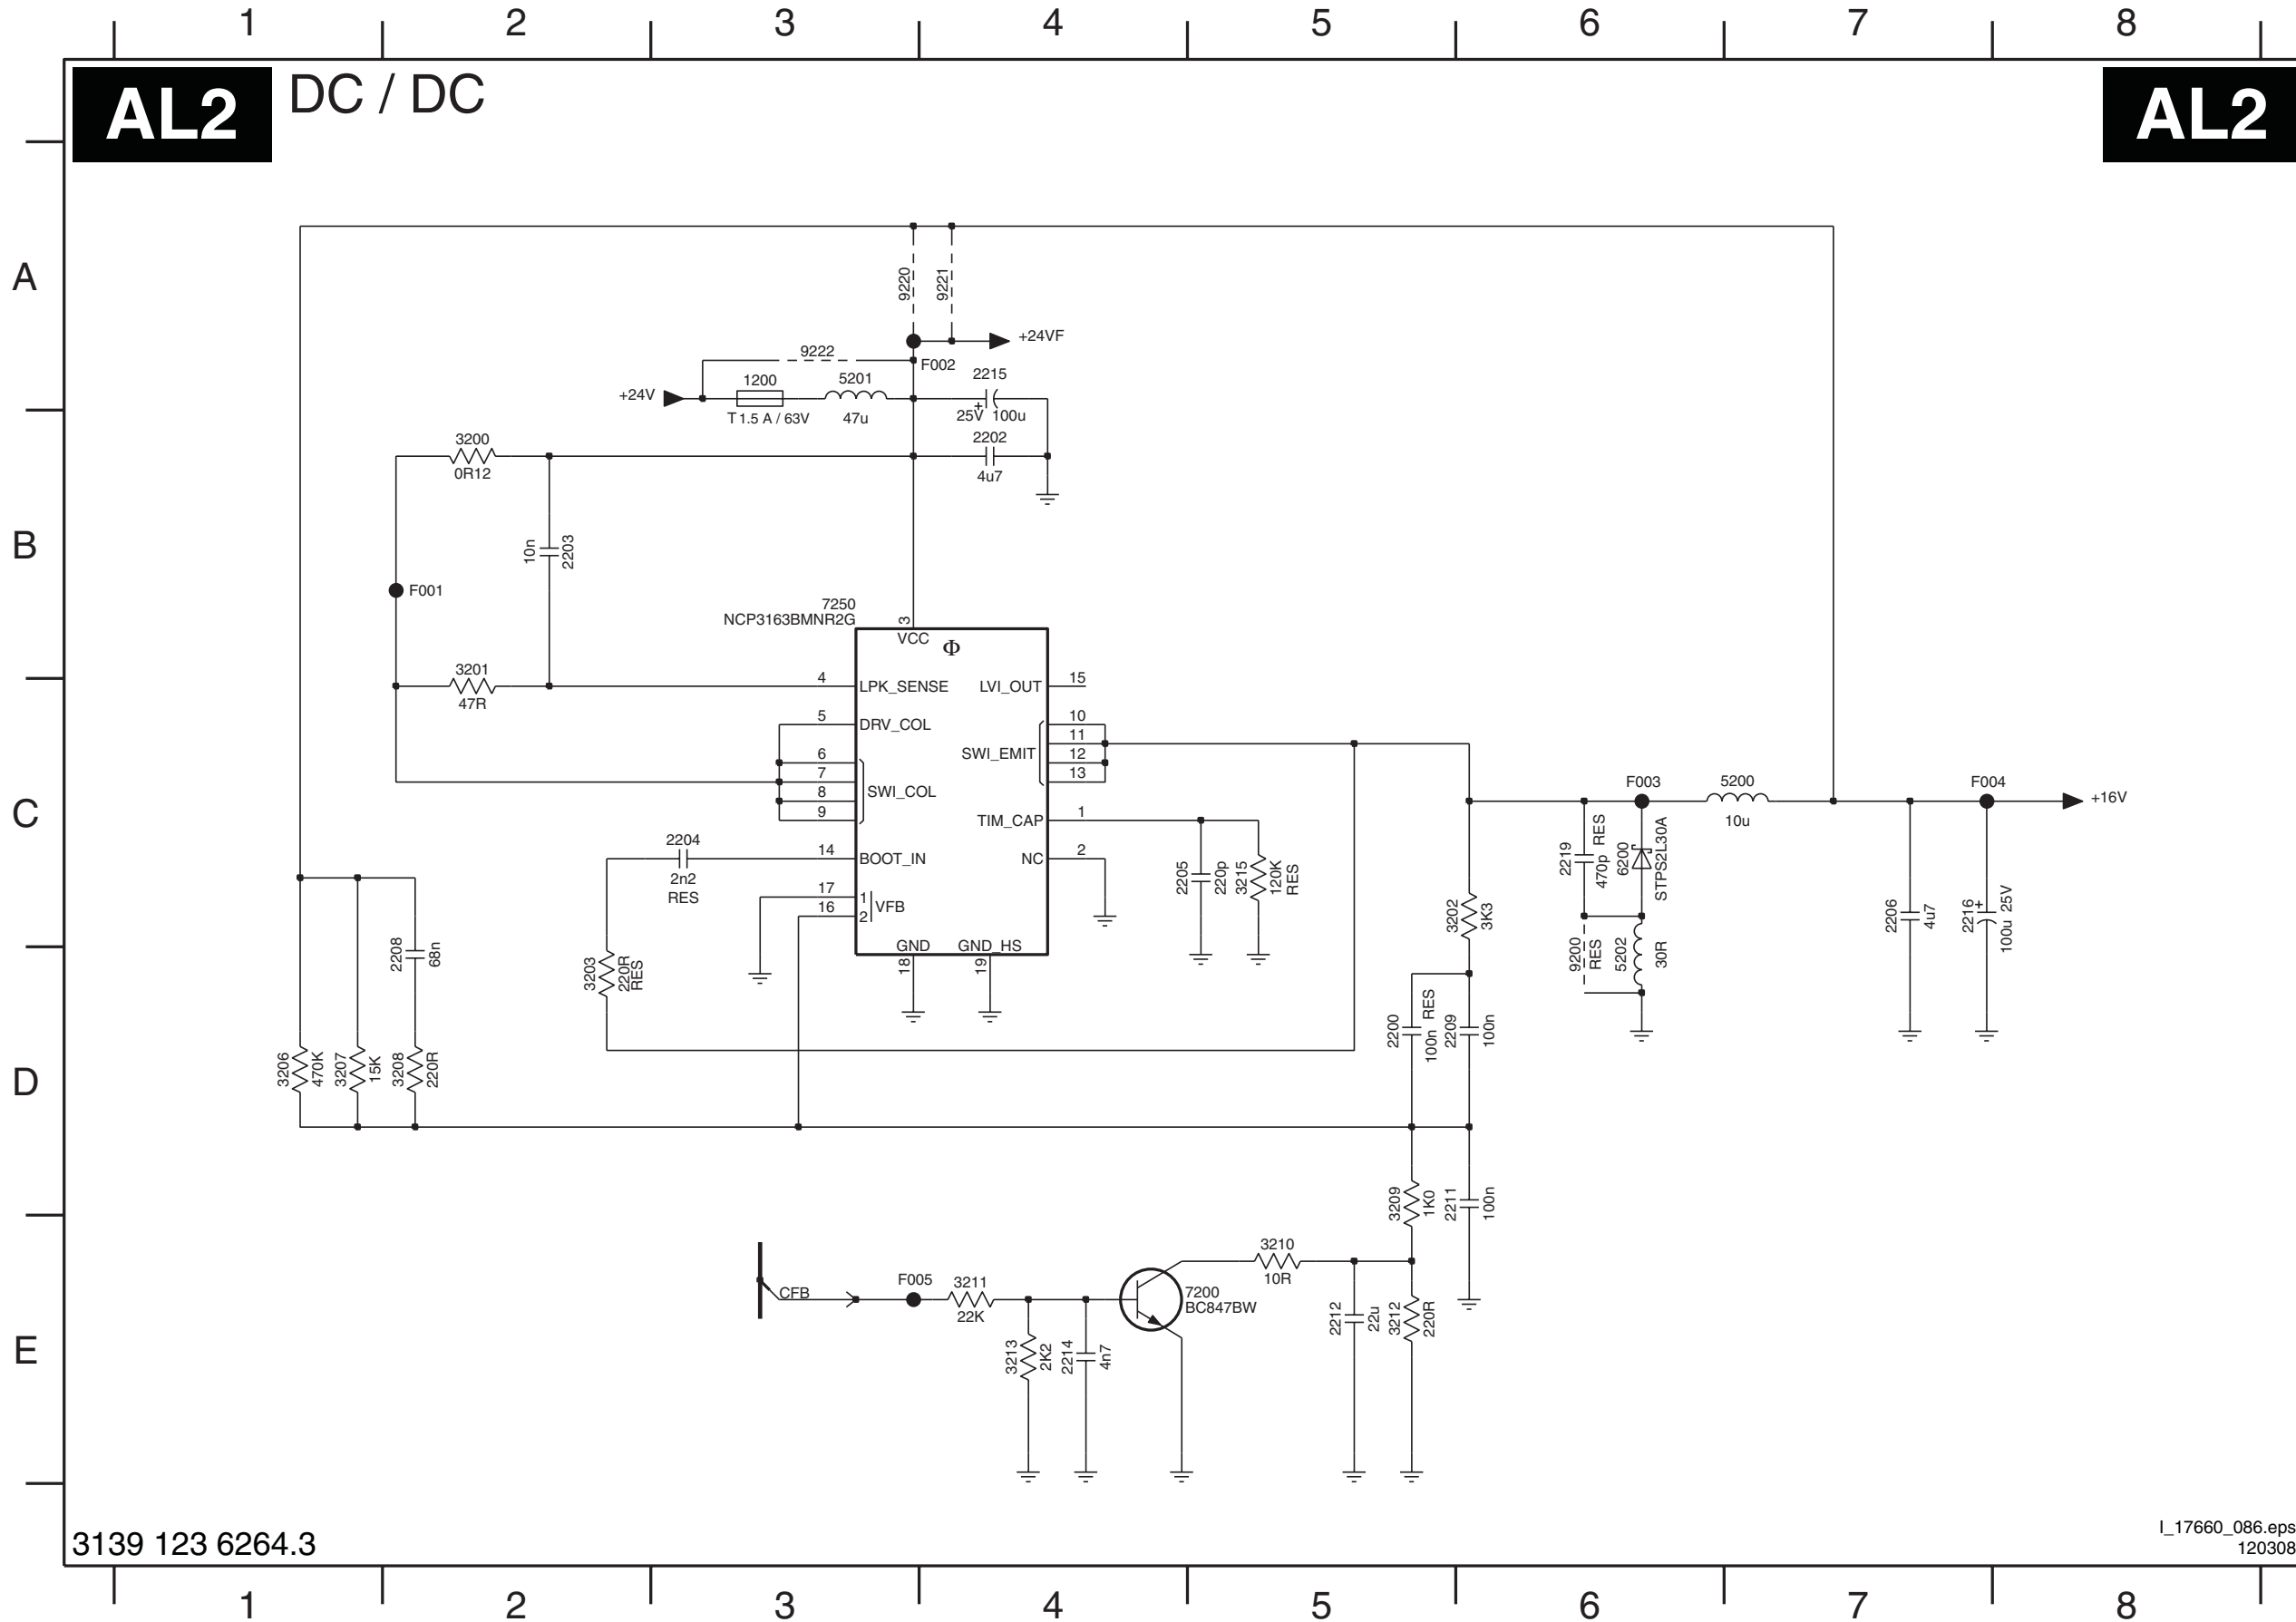 1 2 3 4 5 6 7 8
AL2 DC / DC AL2
A
9220 9221
+24VF
9222
F002
1200 5201 2215
+24V
T 1.5 A / 63V 47u 25V + 100u
3200 2202
0R12 4u7
B
10n 2203
F001
7250
NCP3163BMNR2G
3
VCC Φ
3201
47R
4 LPK_SENSE LVI_OUT 15
5 DRV_COL 10
11
6 SWI_EMIT 12
7 13
8 SWI_COL
9 TIM_CAP 1
C
F003 5200 F004
+16V
10u
2204
2n2
RES
14 BOOT_IN NC 2
17 1 VFB
16 2
GND GND_HS
18 19
2205 220p 3215 120K RES
2219 470p RES 6200 STPS2L30A
3202 3K3
2206 4u7 2216 + 100u 25V
2208 68n
3203 220R RES
9200 RES 5202 30R
2200 100n RES 2209 100n
D
3206 470K 3207 15K 3208 220R
3209 1K0 2211 100n
3210
10R
CFB F005 3211
22K
7200
BC847BW
2212 22u 3212 220R
E
3213 2K2 2214 4n7
3139 123 6264.3
I_17660_086.eps
120308
1 2 3 4 5 6 7 8